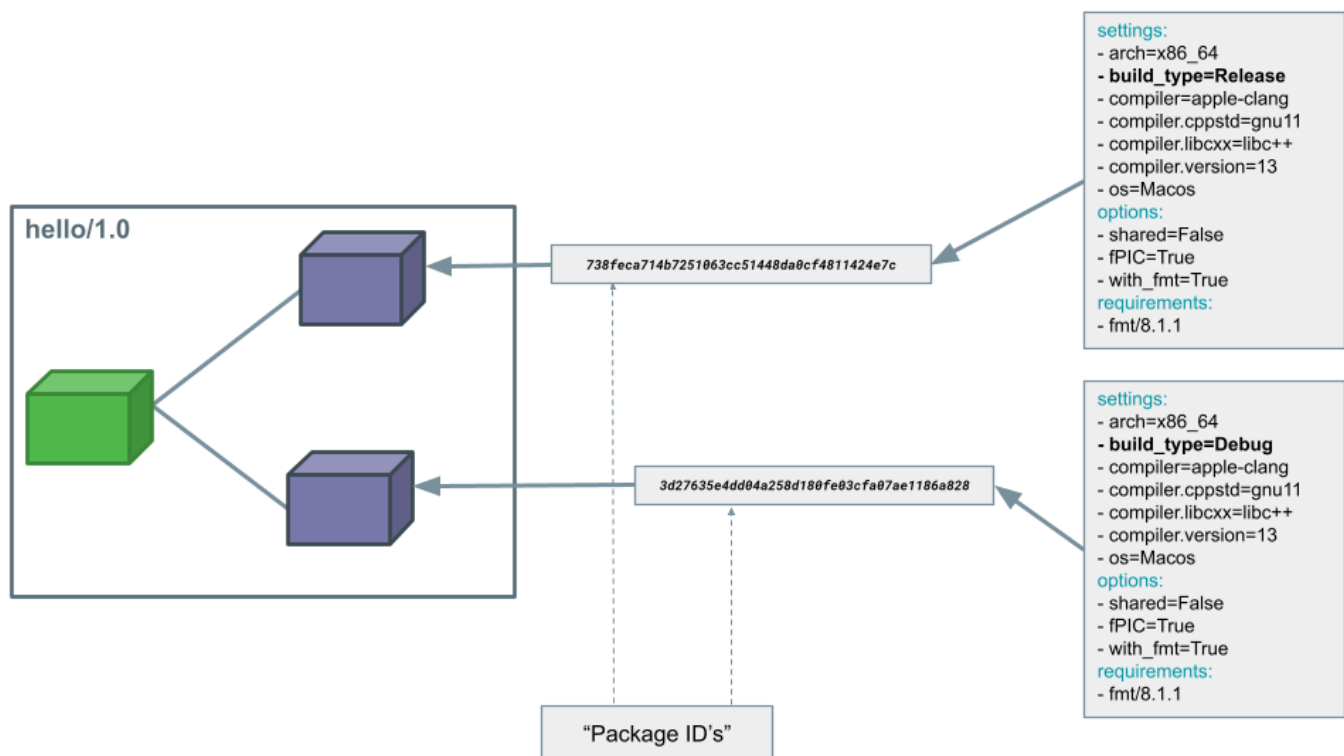 settings:
- arch=x86_64
- build_type=Release
- compiler=apple-clang
- compiler.cppstd=gnu11
- compiler.libcxx=libc++
- compiler.version=13
- os=Macos
options:
- shared=False
- fPIC=True
- with_fmt=True
requirements:
- fmt/8.1.1
hello/1.0
738feca714b7251063cc51448da0cf4811424e7c
settings:
- arch=x86_64
- build_type=Debug
- compiler=apple-clang
- compiler.cppstd=gnu11
- compiler.libcxx=libc++
- compiler.version=13
- os=Macos
options:
- shared=False
- fPIC=True
- with_fmt=True
requirements:
- fmt/8.1.1
3d27635e4dd04a258d180fe03cfa07ae1186a828
“Package ID’s”